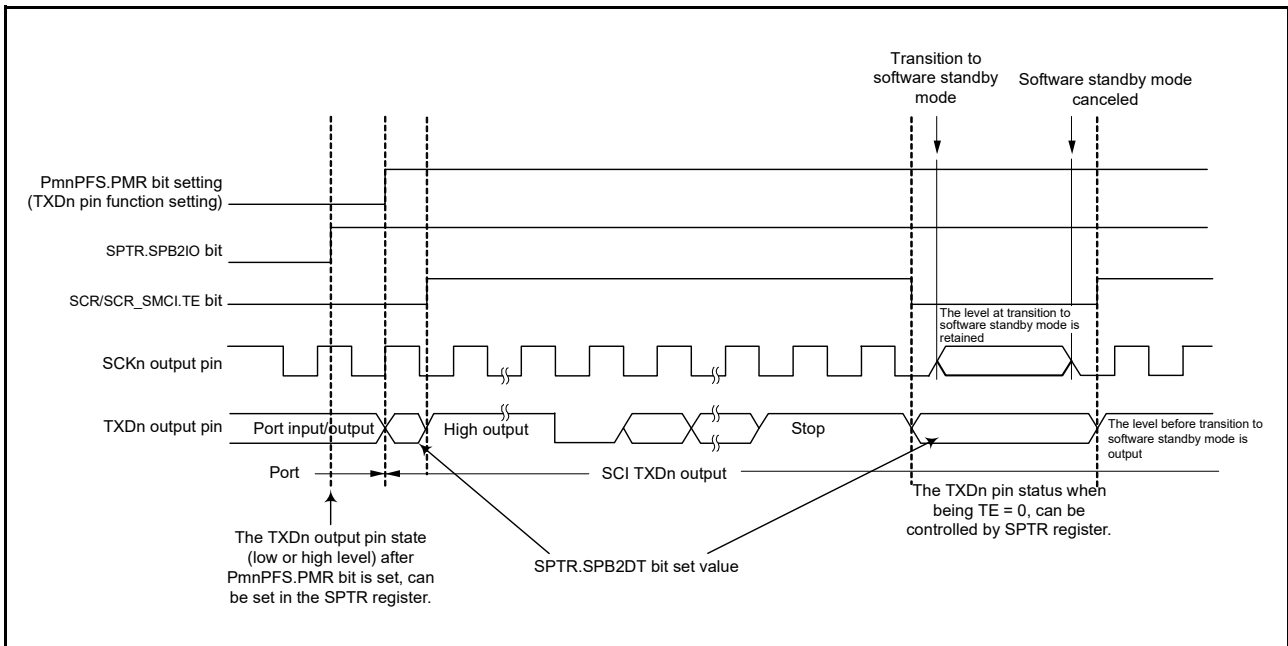 Transition to
software standby
mode
Software standby mode
canceled
PmnPFS.PMR bit setting
(TXDn pin function setting)
SPTR.SPB2IO bit
SCR/SCR_SMCI.TE bit
The level at transition to
software standby mode is
retained
SCKn output pin
TXDn output pin
Port input/output
High output
Stop
The level before transition to
software standby mode is
output
Port
SCI TXDn output
The TXDn pin status when
being TE = 0, can be
controlled by SPTR register.
The TXDn output pin state
(low or high level) after
PmnPFS.PMR bit is set, can
be set in the SPTR register.
SPTR.SPB2DT bit set value